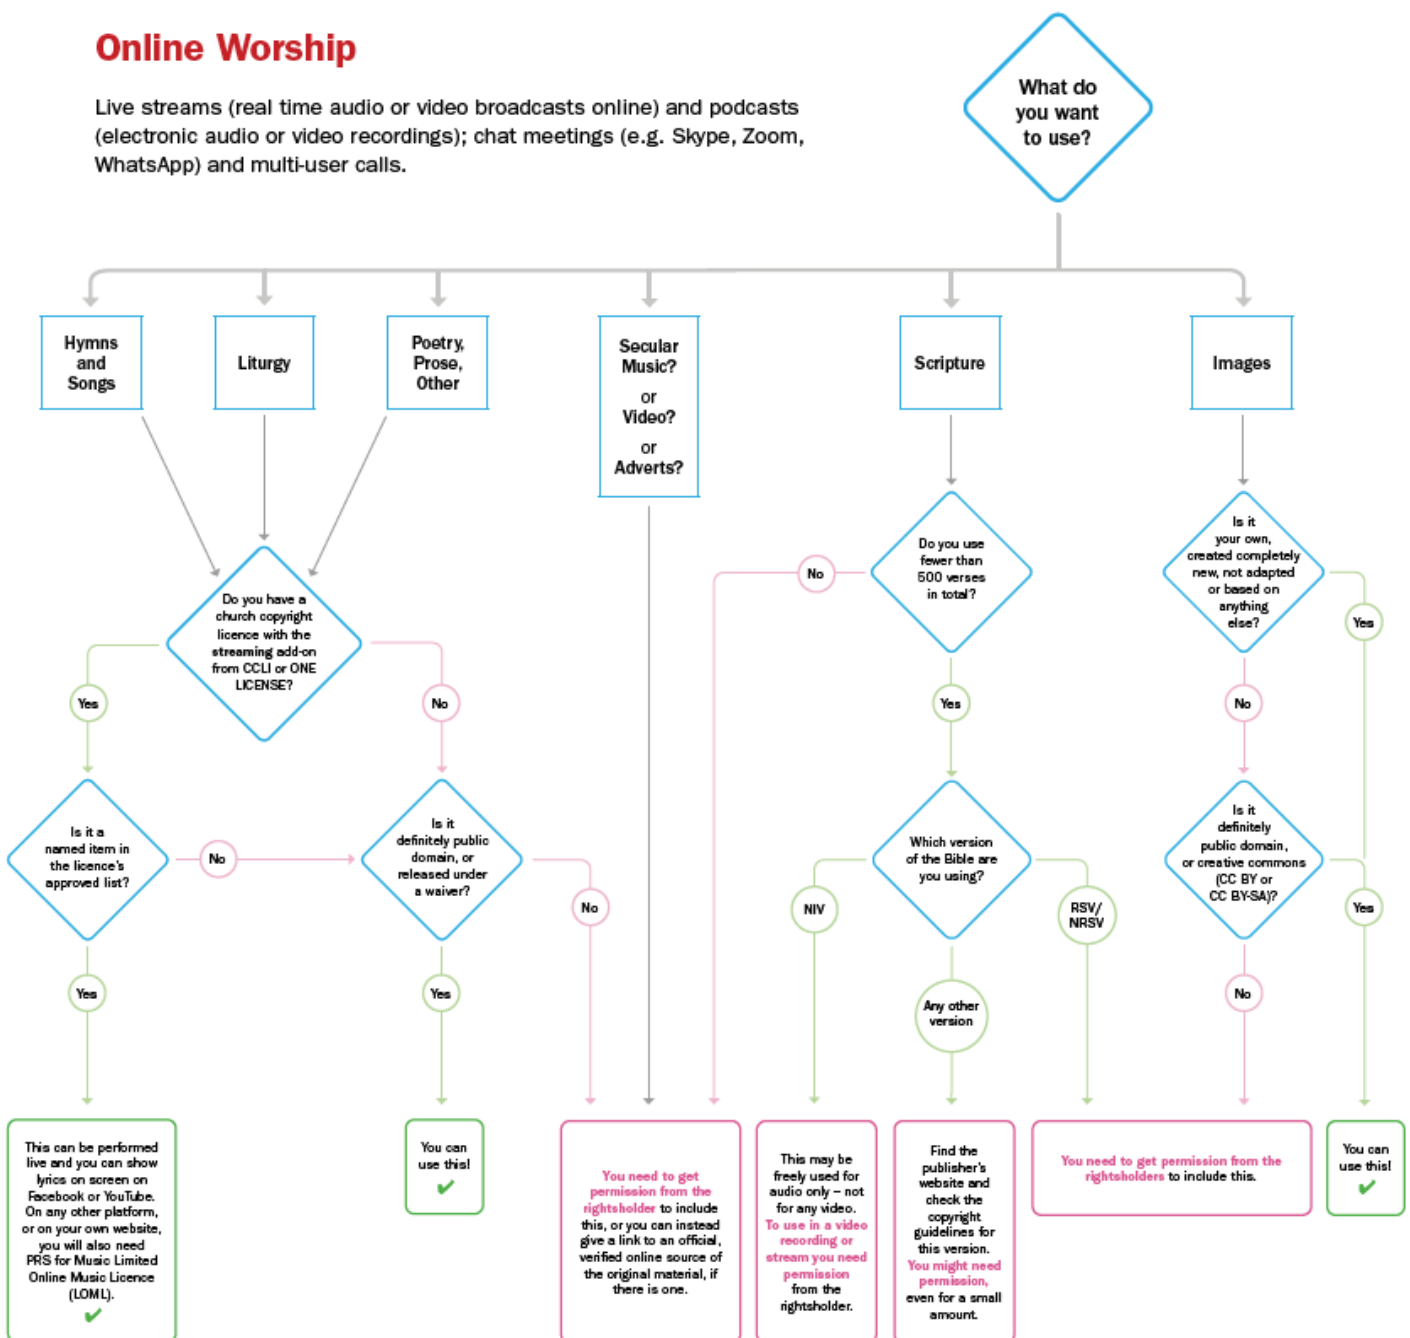 Online Worship
Live streams (real time audio or video broadcasts online) and podcasts
(electronic audio or video recordings); chat meetings (e.g. Skype, Zoom,
WhatsApp) and multi-user calls.
What do
you want
to use?
Hymns
and
Songs
Liturgy
Poetry,
Prose,
Other
Secular
Music?
or
Video?
or
Adverts?
Scripture
Images
Do you have a
church copyright
licence with the
streaming add-on
from CCLI or ONE
LICENSE?
Do you use
fewer than
500 verses
in total?
Is it
your own,
created completely
new, not adapted
or based on
anything
else?
No
Yes
Yes
No
Yes
No
Is it a
named item in
the licence's
approved list?
No
Is it
definitely public
domain, or
released under
a waiver?
No
Which version
of the Bible are
you using?
NIV
RSV/
NRSV
Any other
version
Is it
definitely
public domain,
or creative commons
(CC BY or
CC BY-SA)?
Yes
Yes
Yes
No
This can be performed
live and you can show
lyrics on screen on
Facebook or YouTube.
On any other platform,
or on your own website,
you will also need
PRS for Music Limited
Online Music Licence
(LOML).
You can
use this!
You need to get
permission from the
rightsholder to include
this, or you can instead
give a link to an official,
verified online source of
the original material, if
there is one.
This may be
freely used for
audio only – not
for any video.
To use in a video
recording or
stream you need
permission
from the
rightsholder.
Find the
publisher's
website and
check the
copyright
guidelines for
this version.
You might need
permission,
even for a small
amount.
You need to get permission from the
rightsholders to include this.
You can
use this!